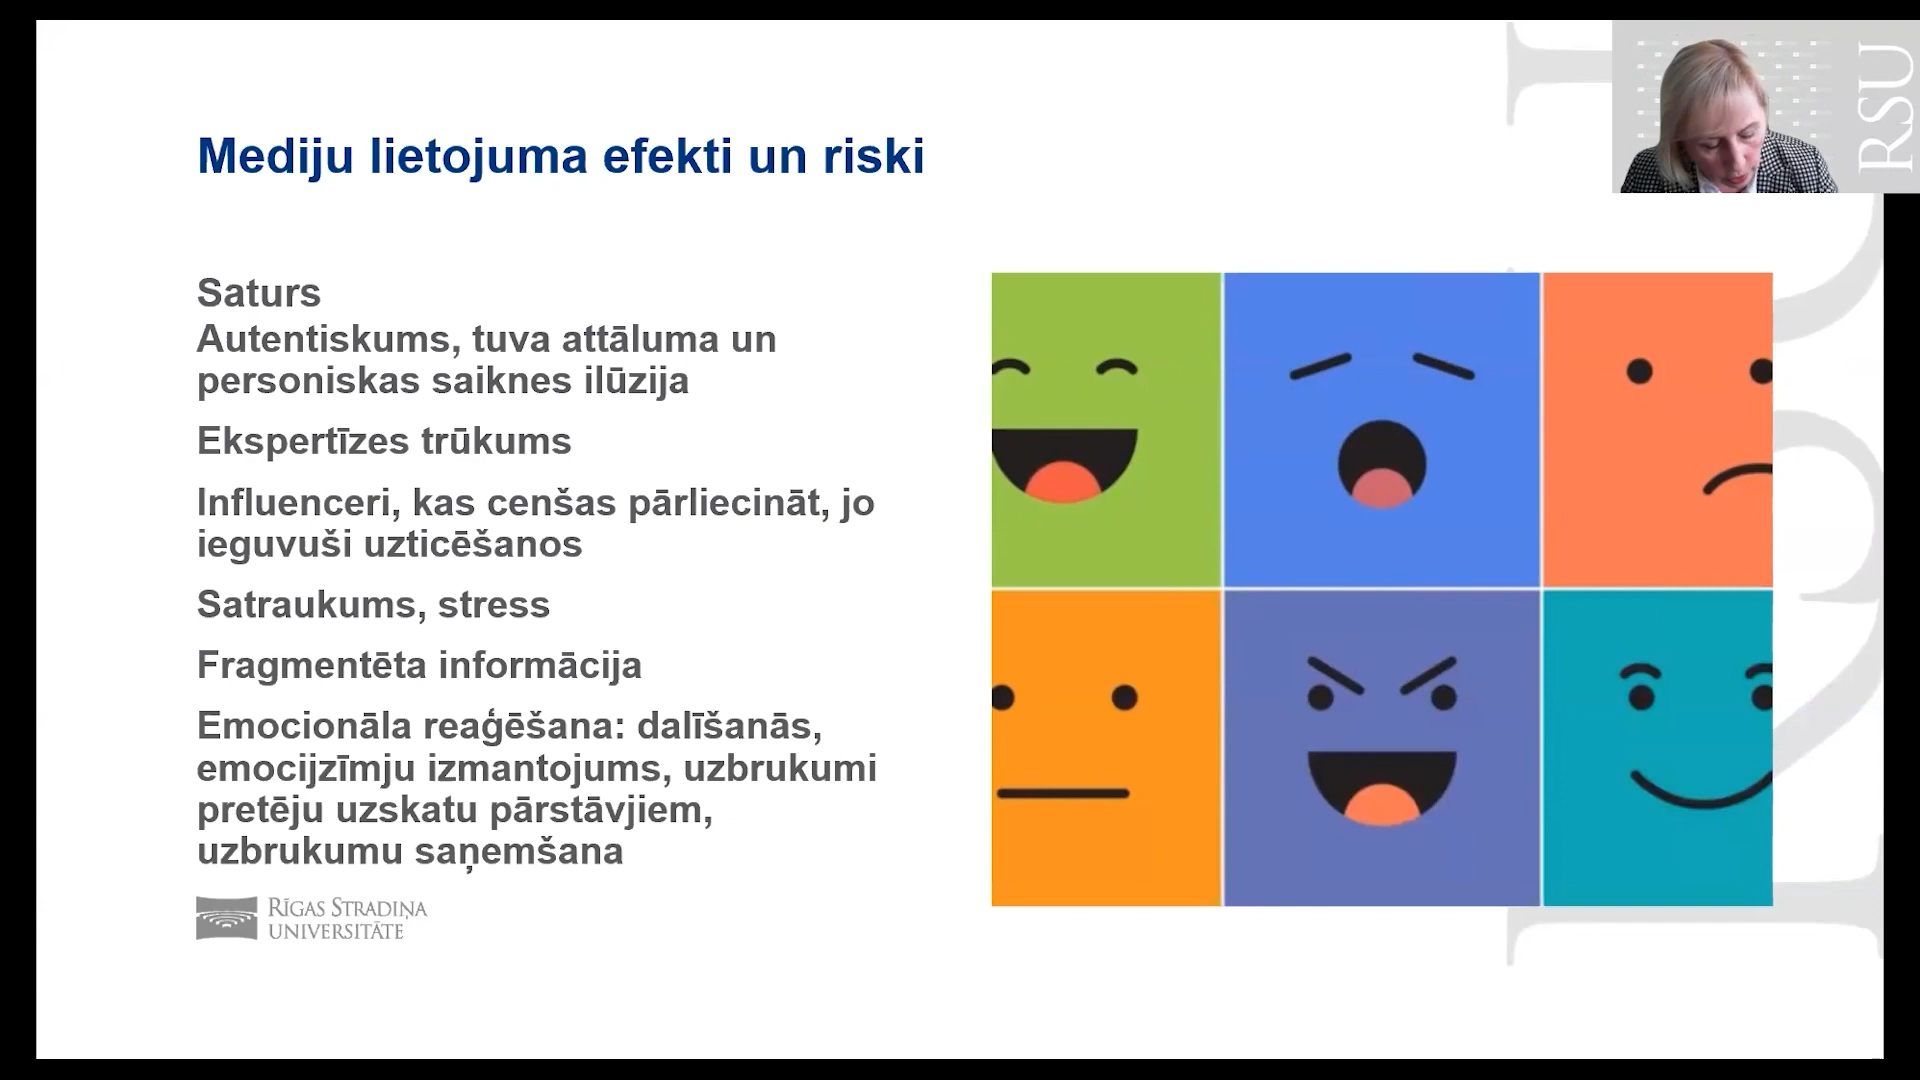 Mediju lietojuma efekti un riski
RSU
Saturs
Autentiskums, tuva attāluma un
personiskas saiknes ilūzija
Ekspertīzes trūkums
Influenceri, kas cenšas pārliecināt, jo
ieguvuši uzticēšanos
Satraukums, stress
Fragmentēta informācija
Emocionāla reaģēšana: dalīšanās,
emocijzīmju izmantojums, uzbrukumi
pretēju uzskatu pārstāvjiem,
uzbrukumu saņemšana
RĪGAS STRADIŅA
UNIVERSITĀTE